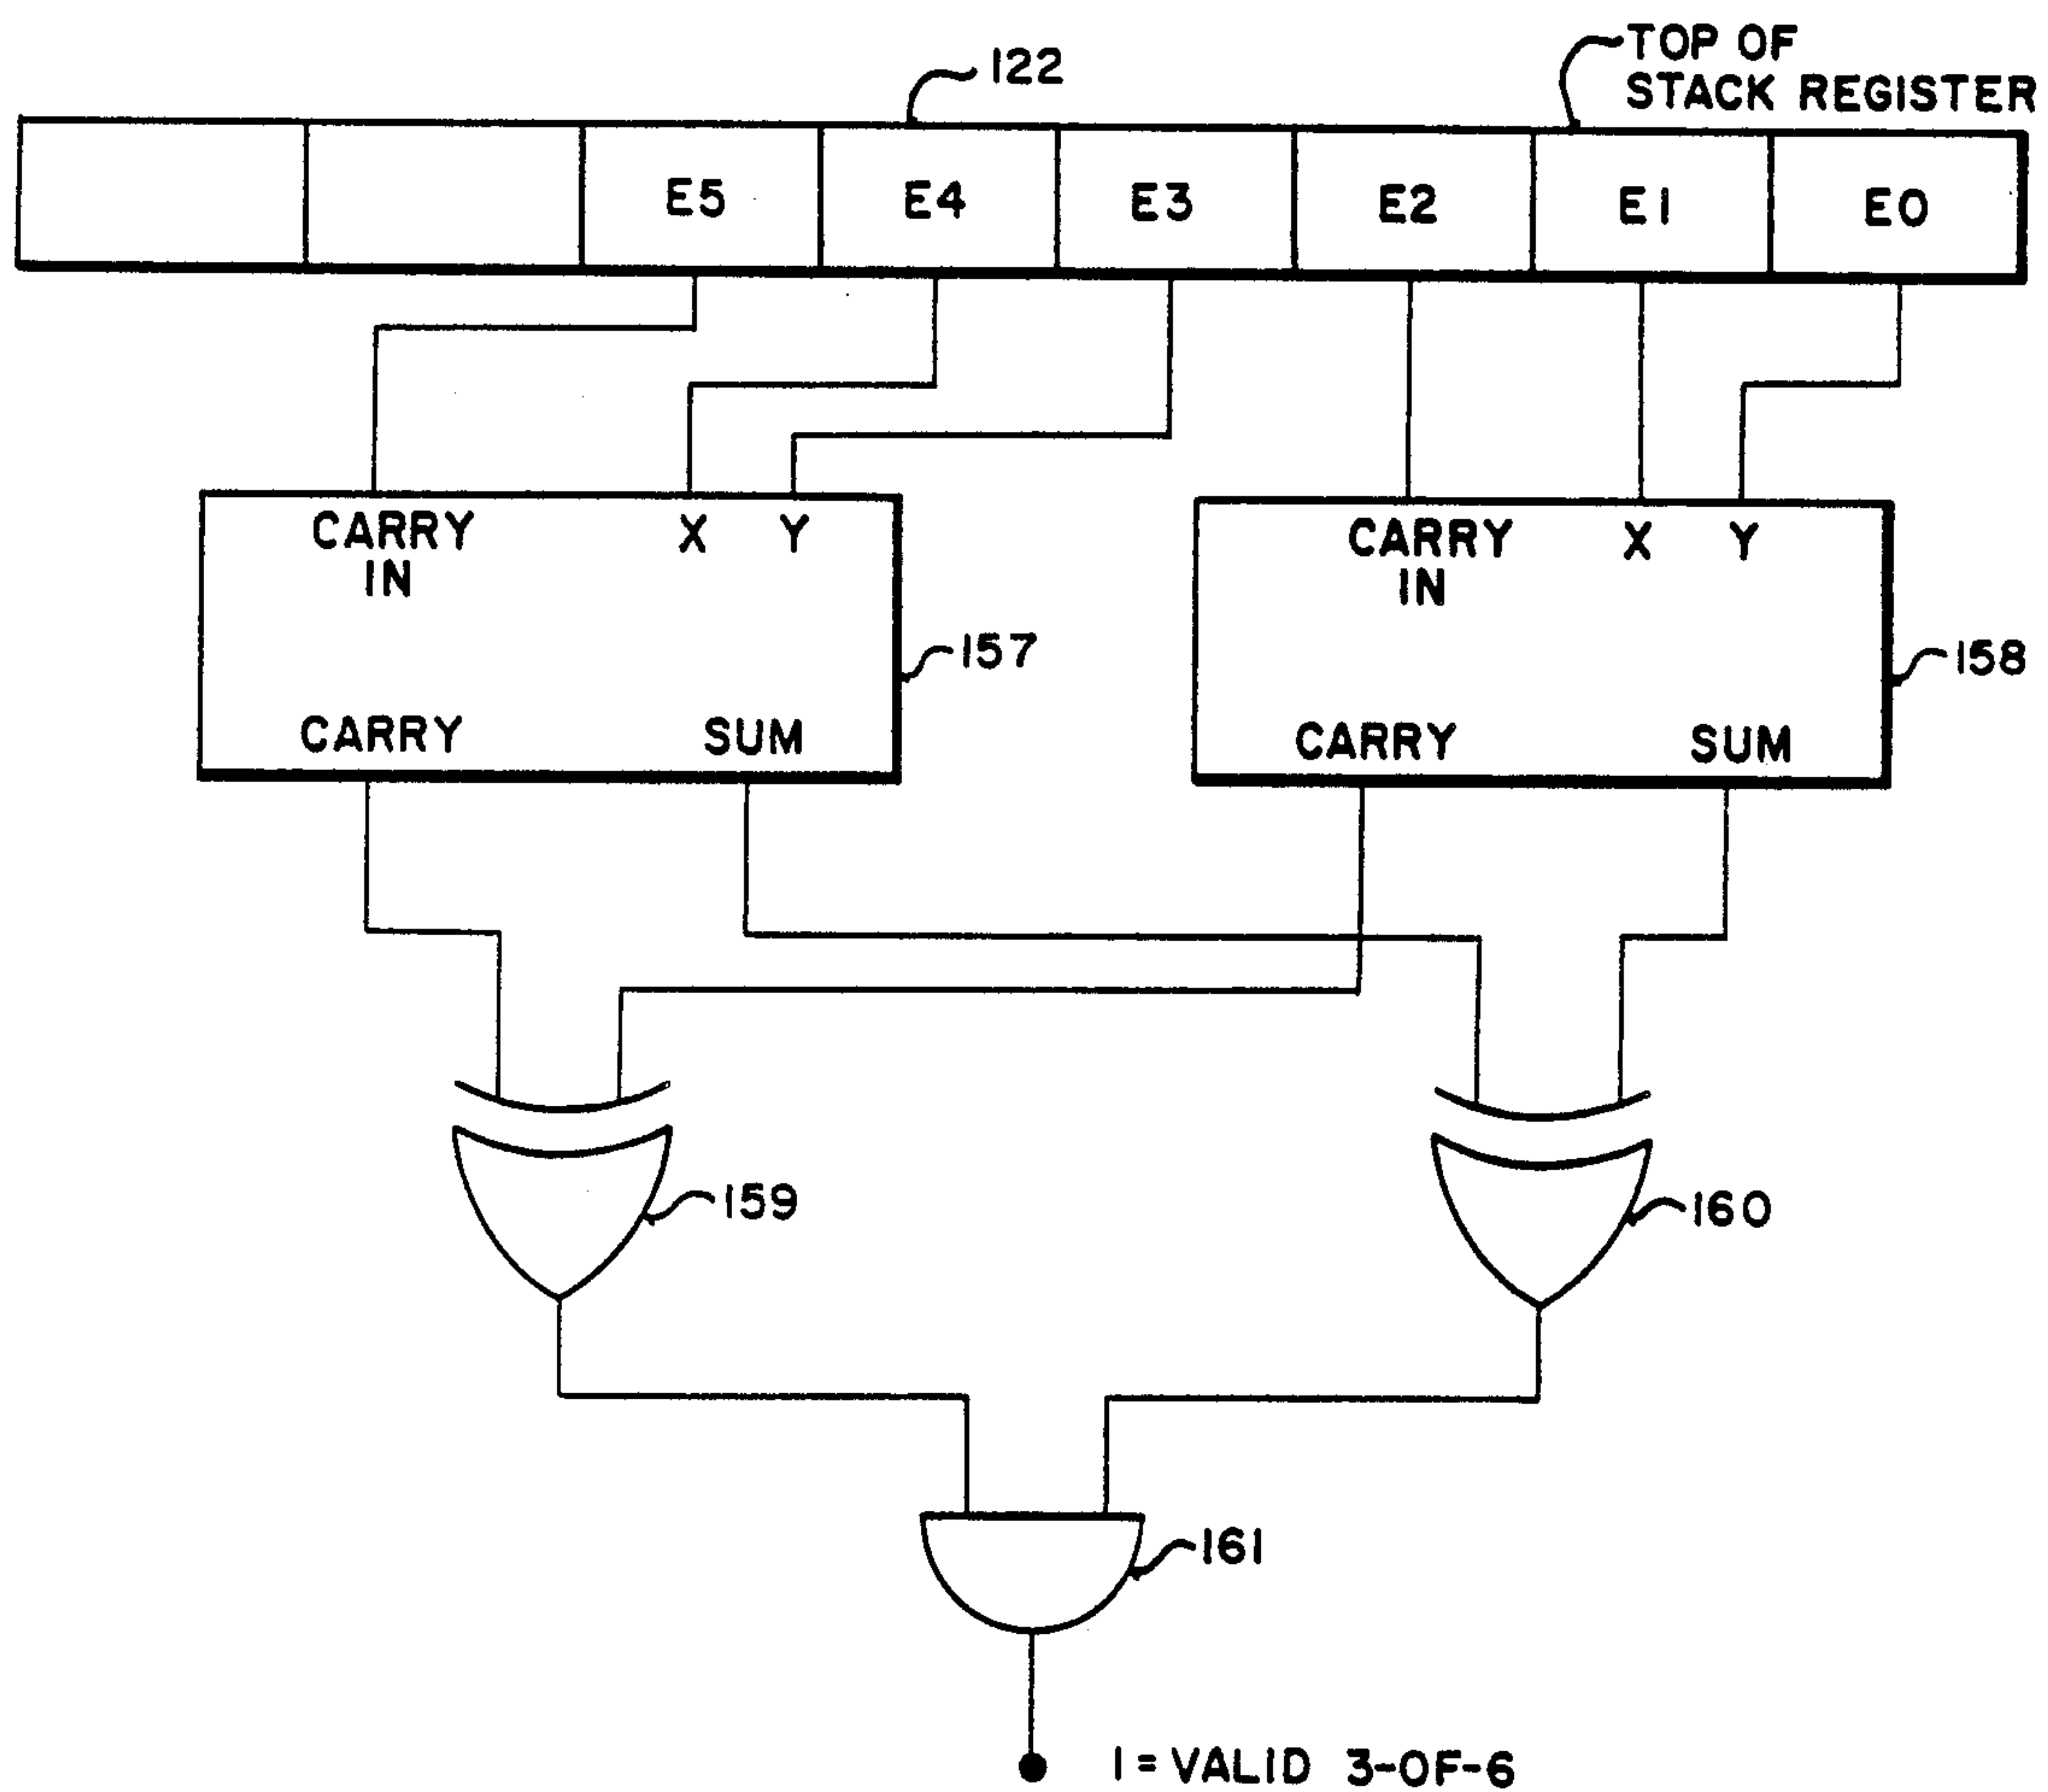 122
TOP OF
STACK REGISTER
E5 E4 E3 E2 E1 E0
CARRY
IN
X Y
CARRY
IN
X Y
157
158
CARRY SUM
CARRY SUM
159
160
161
1 = VALID 3-OF-6